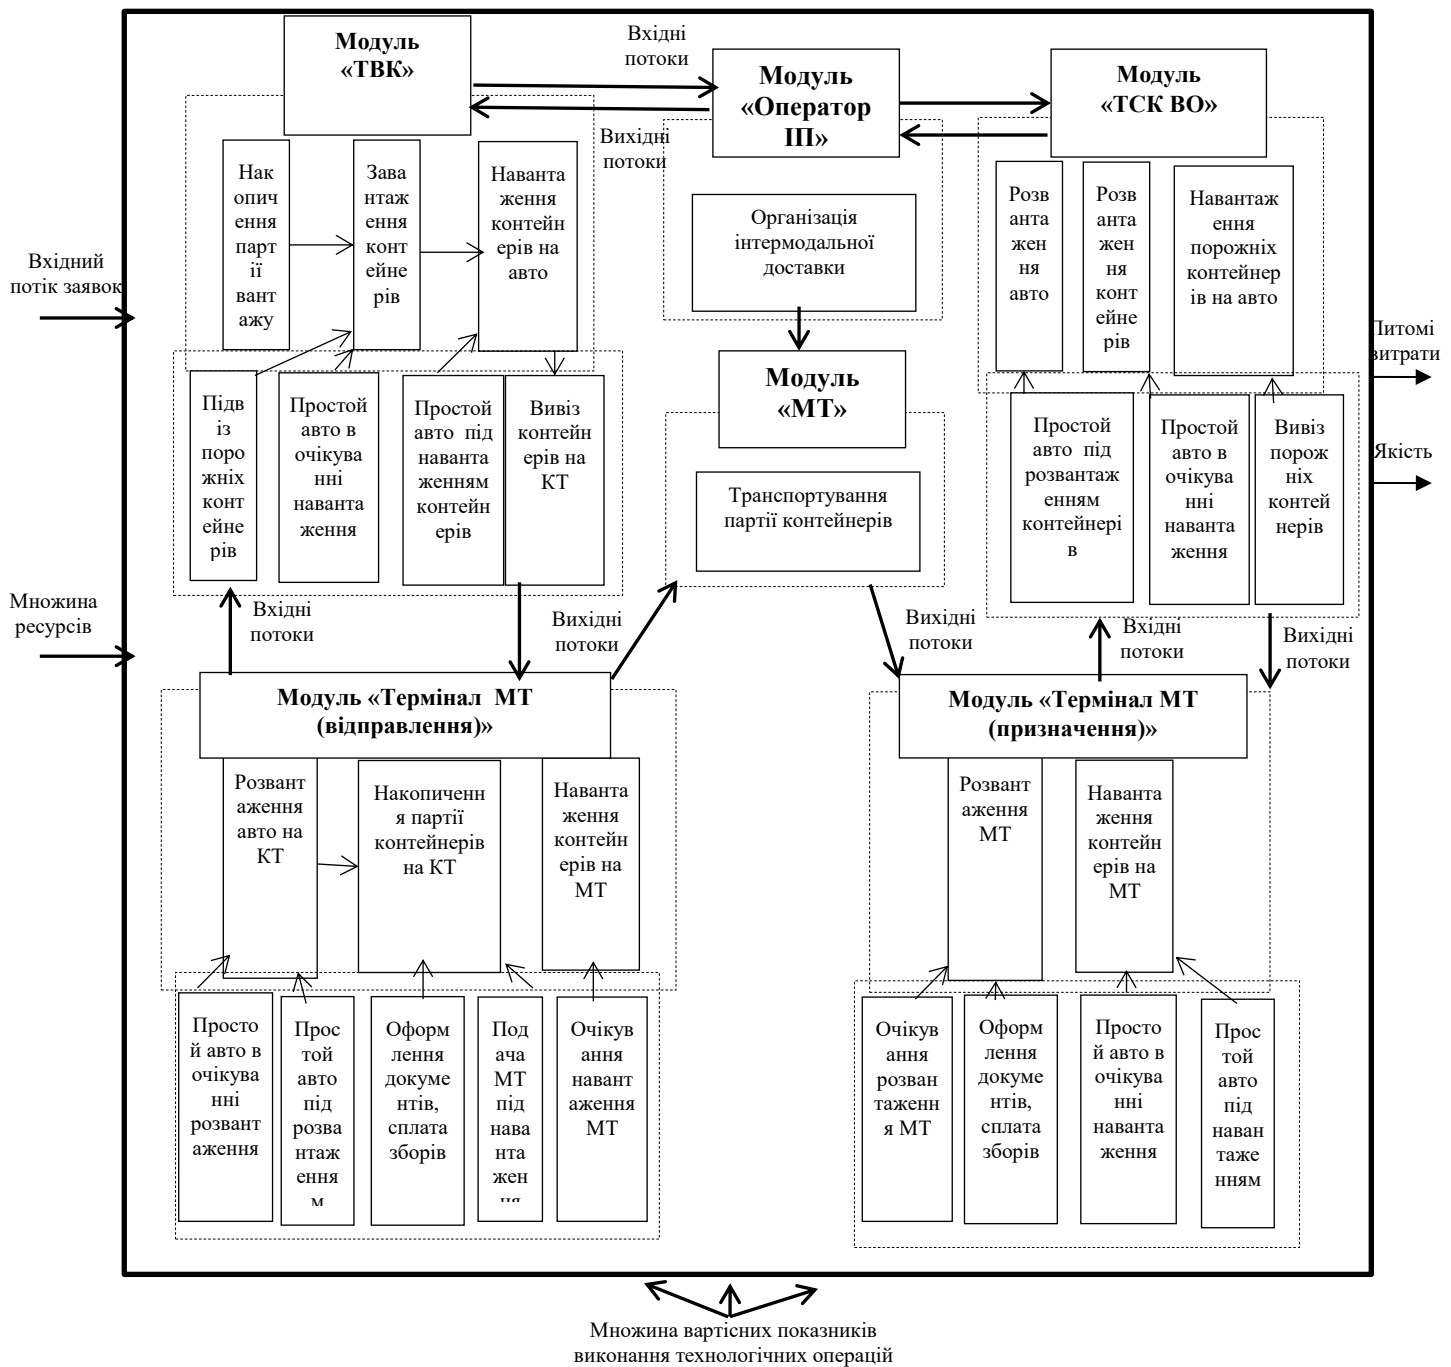 Модуль
«ТВК»
Вхідні
потоки
Модуль
«Оператор
ІП»
Модуль
«ТСК ВО»
Вихідні
потоки
Нак
опич
ення
парт
ії
вант
ажу
Зава
нтаж
ення
конт
ейне
рів
Наванта
ження
контейн
ерів на
авто
Організація
інтермодальної
доставки
Розв
анта
жен
ня
авто
Розв
анта
жен
ня
конт
ейне
рів
Навантаж
ення
порожніх
контейнер
ів на авто
Вхідний
потік заявок
Питомі
витрати
Підв
із
поро
жніх
конт
ейне
рів
Простой
авто в
очікува
нні
наванта
ження
Простой
авто під
наванта
женням
контейн
ерів
Вивіз
контейн
ерів на
КТ
Модуль
«МТ»
Транспортування
партії контейнерів
Простой
авто під
розвантаж
енням
контейнері
в
Простой
авто в
очікува
нні
наванта
ження
Вивіз
порож
ніх
контей
нерів
Якість
Множина
ресурсів
Вхідні
потоки
Вихідні
потоки
Вихідні
потоки
Вхідні
потоки
Вихідні
потоки
Модуль «Термінал МТ
(відправлення)»
Модуль «Термінал МТ
(призначення)»
Розвант
аження
авто на
КТ
Накопиченн
я партії
контейнерів
на КТ
Наванта
ження
контейн
ерів на
МТ
Розвант
аження
МТ
Наванта
ження
контейн
ерів на
МТ
Просто
й авто в
очікува
нні
розвант
аження
Прос
той
авто
під
розва
нтаж
енням
м
Оформ
лення
докуме
нтів,
сплата
зборів
Под
ача
МТ
під
нава
нта
жен
ня
Очікув
ання
навант
аження
МТ
Очікув
ання
розван
таженн
я МТ
Оформ
лення
докуме
нтів,
сплата
зборів
Просто
й авто в
очікува
нні
наванта
ження
Прос
той
авто
під
наван
таже
нням
Множина вартісних показників
виконання технологічних операцій